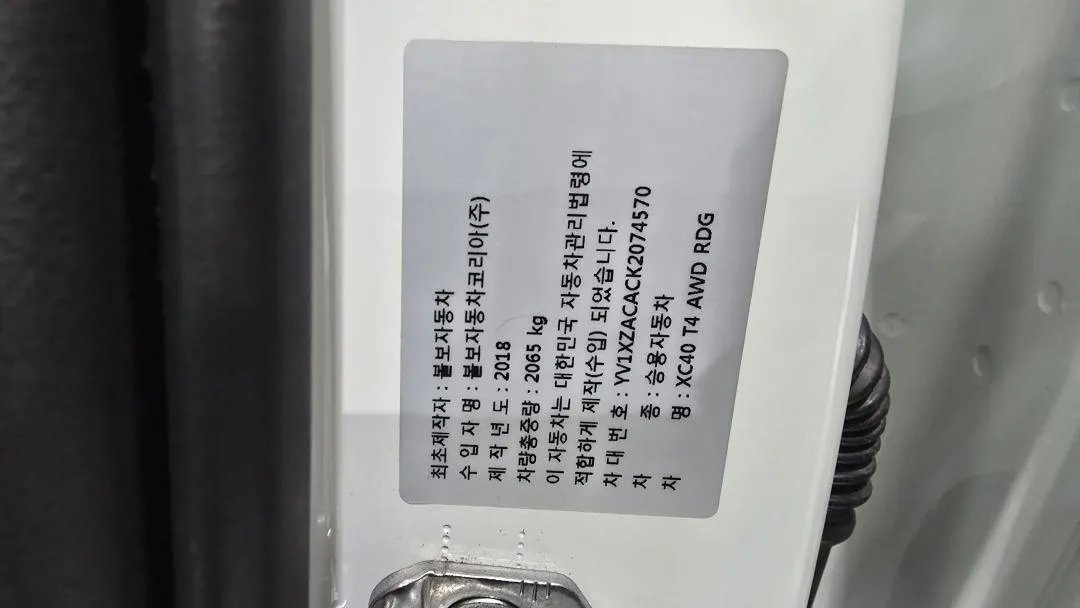 최초제작자 : 볼보자동차
수 입 자 명 : 볼보자동차코리아(주)
제 작 년 도 : 2018
차량총중량 : 2065 kg
이 자동차는 대한민국 자동차관리법령에
적합하게 제작(수입) 되었습니다.
차 대 번 호 : YV1XZACACK2074570
차 종 : 승용자동차
차 명 : XC40 T4 AWD RDG